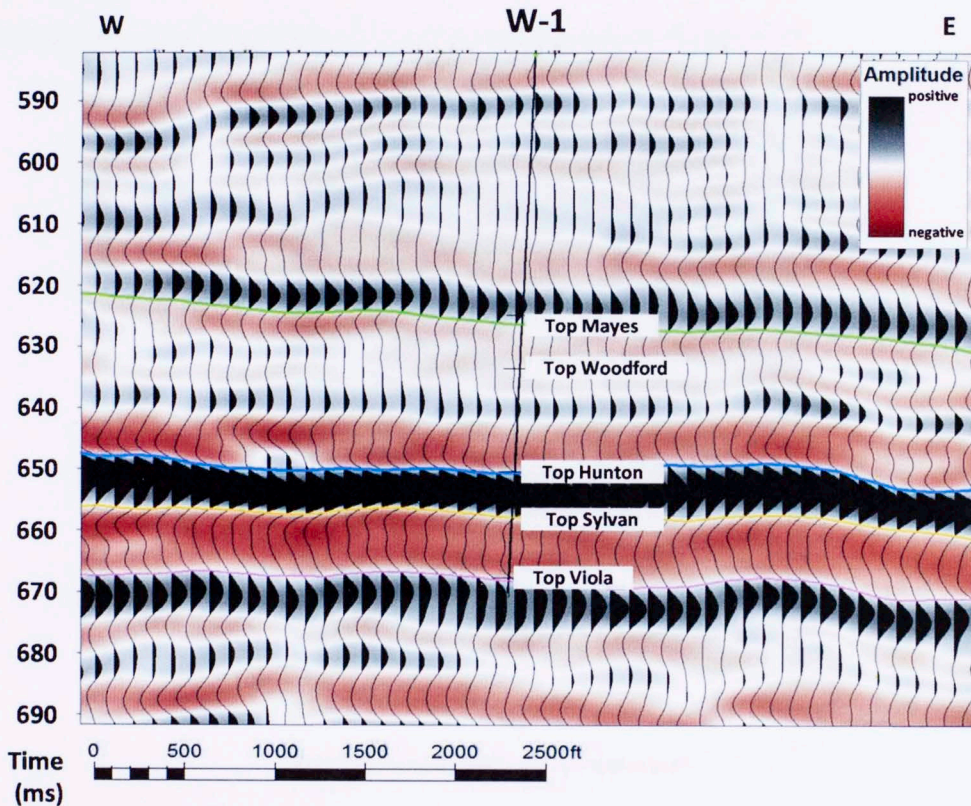 W
W-1
E
Amplitude
positive
negative
590
600
610
620
630
640
650
660
670
680
690
Top Mayes
Top Woodford
Top Hunton
Top Sylvan
Top Viola
Time
(ms)
0 500 1000 1500 2000 2500ft